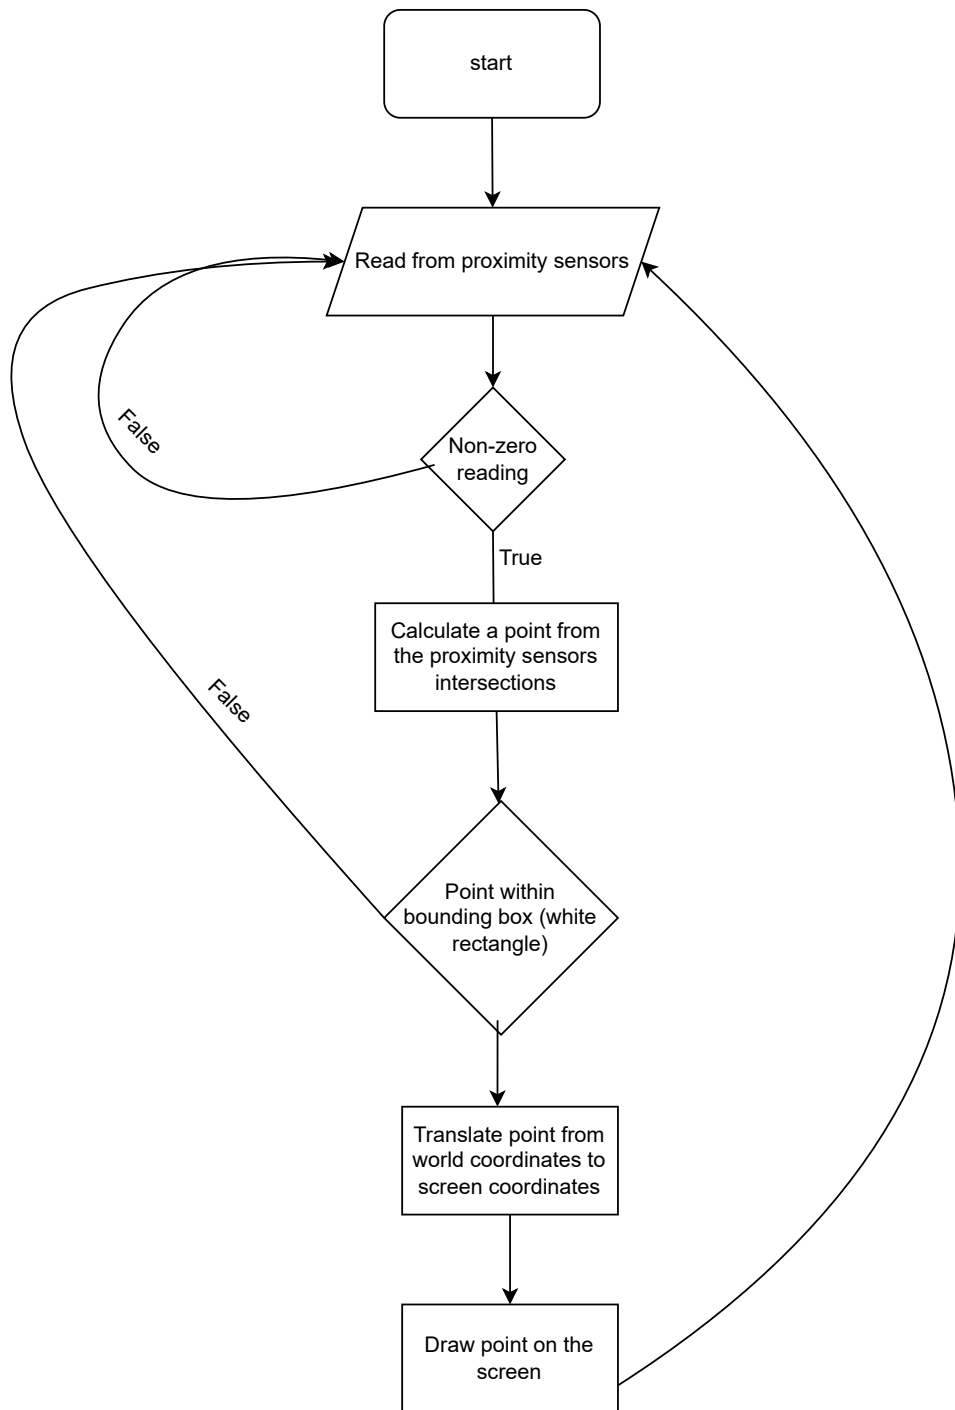 start
Read from proximity sensors
False
Non-zero
reading
True
Calculate a point from
the proximity sensors
intersections
False
Point within
bounding box (white
rectangle)
Translate point from
world coordinates to
screen coordinates
Draw point on the
screen